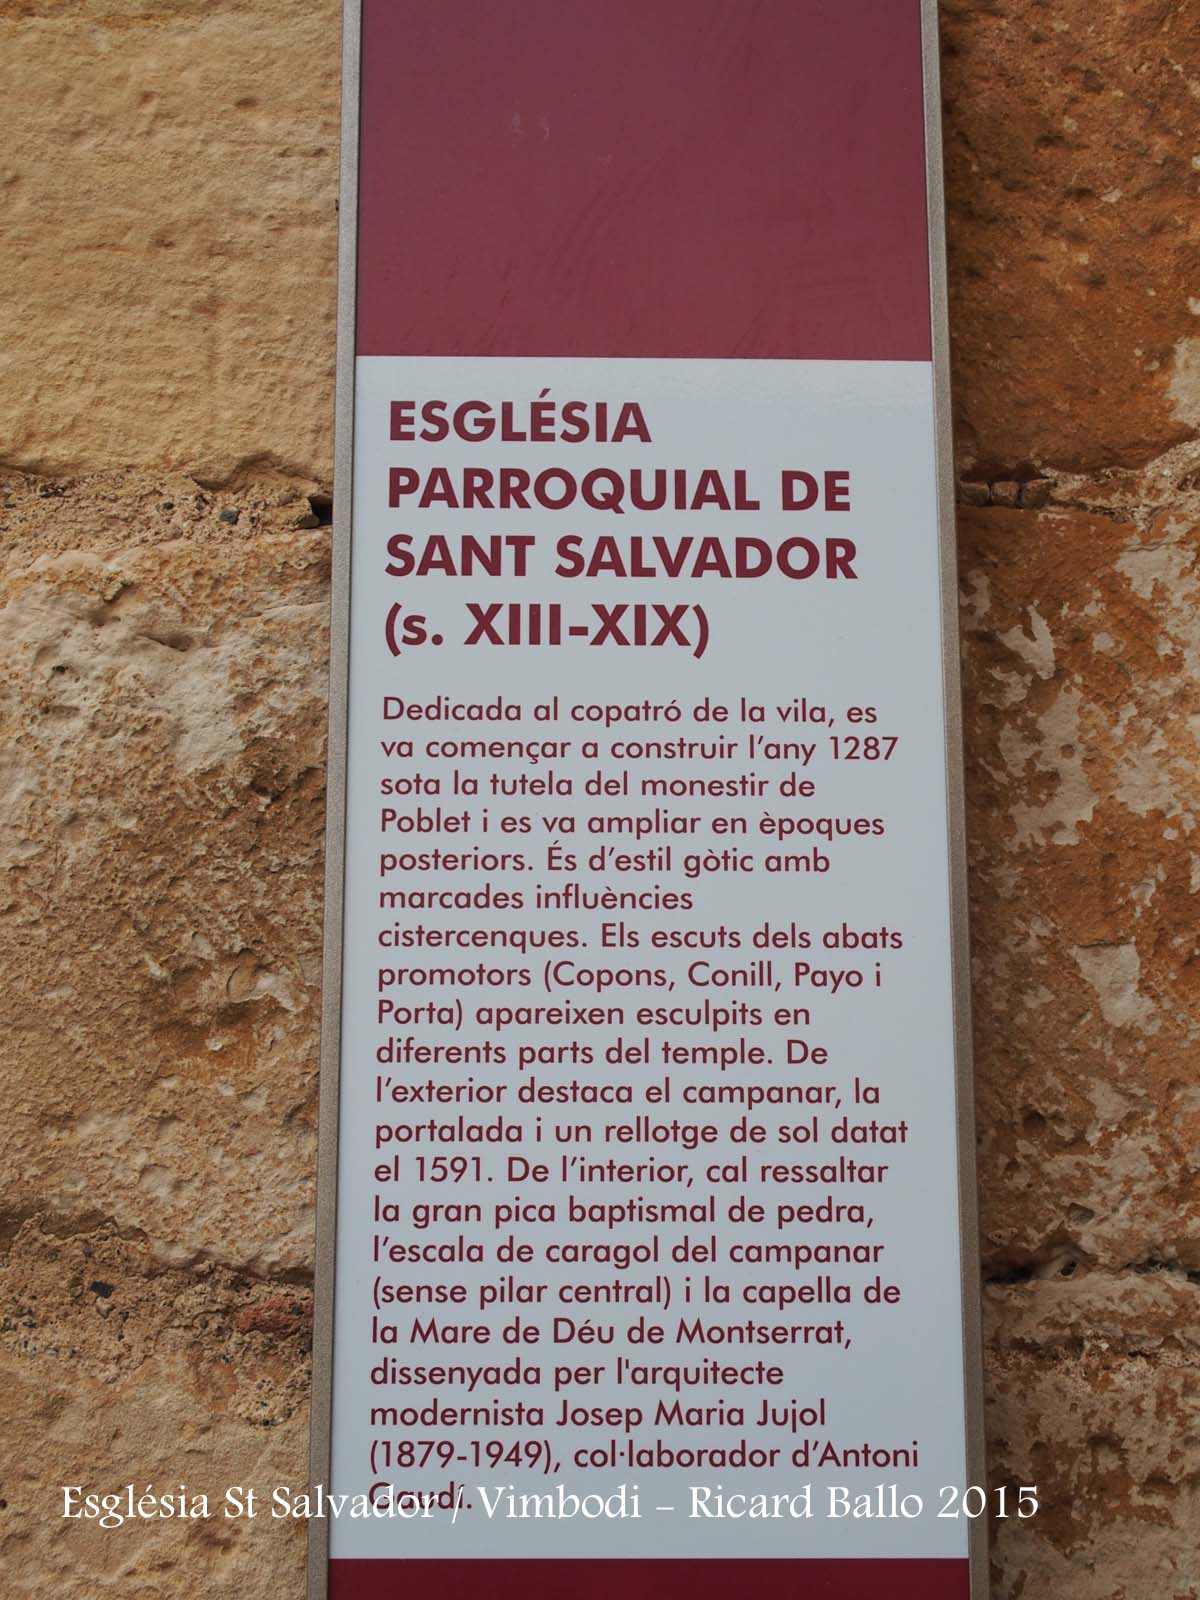 ESGLÉSIA
PARROQUIAL DE
SANT SALVADOR
(s. XIII-XIX)
Dedicada al copatró de la vila, es
va començar a construir l’any 1287
sota la tutela del monestir de
Poblet i es va ampliar en èpoques
posteriors. És d’estil gòtic amb
marcades influències
cistercenques. Els escuts dels abats
promotors (Copons, Conill, Payo i
Porta) apareixen esculpits en
diferents parts del temple. De
l’exterior destaca el campanar, la
portalada i un rellotge de sol datat
el 1591. De l’interior, cal ressaltar
la gran pica baptismal de pedra,
l’escala de caragol del campanar
(sense pilar central) i la capella de
la Mare de Déu de Montserrat,
dissenyada per l'arquitecte
modernista Josep Maria Jujol
(1879-1949), col·laborador d’Antoni
Gaudí.
Església St Salvador / Vimbodi – Ricard Ballo 2015